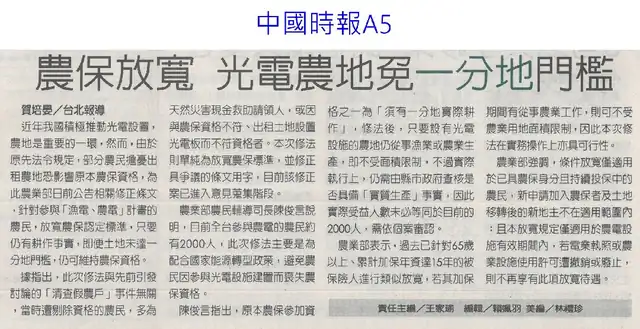 中國時報A5
農保放寬 光電農地免一分地門檻
質培晏／台北報導
近年我國積極推動光電設置,
農地是重要的一環,然而,由於
原先法令規定,部分農民擔憂出
租農地恐影響原本農保資格,為
此農業部日前公告相關修正條文
,針對參與「漁電、農電」計畫的
農民,放寬農保認定標準,只要
仍有耕作事實,即使土地未達一
分地門檻,仍可維持農保資格。
據指出,此次修法與先前引發
討論的「清查假農戶」事件無關
,當時遭剔除資格的農民,多為
天然災害現金救助請領人,或因
與農保資格不符、出租土地設置
光電板而不符資格者。本次修法
則單純為放寬農保標準,並修正
具爭議的條文用字,目前該修正
案已進入意見蒐集階段。
農業部農民輔導司長陳俊言說
明,目前全台參與農電的農民約
有2000人,此次修法主要是為
配合國家能源轉型政策,避免農
民因參與光電設施建置而喪失農
保資格。
陳俊言指出,原本農保參加資
格之一為「須有一分地實際耕
作」,修法後,只要設有光電
設施的農地仍從事漁業或農業生
產,即不受面積限制,不過實際
執行上,仍需由縣市政府查核是
否具備「實質生產」事實,因此
實際受益人數未必等同於目前的
2000人,需依個案審認。
農業部表示,過去已針對65歲
以上、累計加保年資達15年的被
保險人進行類似放寬,若其加保
期間有從事農業工作,則可不受
農業用地面積限制,因此本次修
法在實務操作上亦具可行性。
農業部強調,條件放寬僅適用
於已具農保身分且持續投保中的
農民,新申請加入農保者及土地
移轉後的新地主不在適用範圍內
;且本放寬規定僅適用於農電設
施有效期間內,若電業執照或農
業設施使用許可遭撤銷或廢止,
則不再享有此項放寬待遇。
責任主編／王家瑜 編輯／賴珮羽 美編／林禮珍